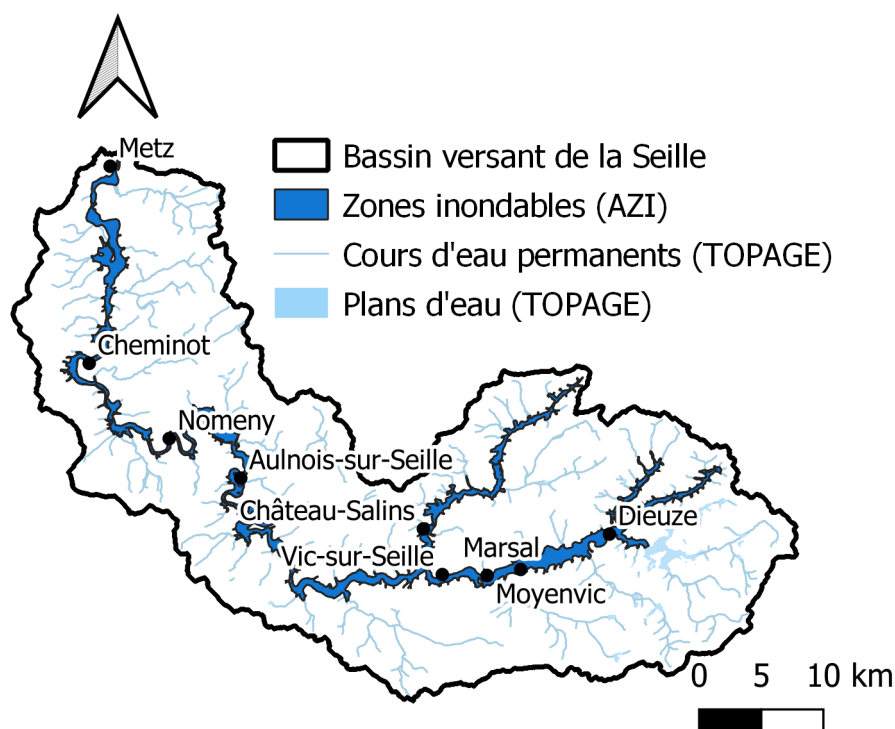 Metz
Bassin versant de la Seille
Zones inondables (AZI)
Cours d'eau permanents (TOPAGE)
Plans d'eau (TOPAGE)
Cheminot
Nomeny
Aulnois-sur-Seille
Château-Salins
Dieuze
Vic-sur-Seille
Marsal
Moyenvic
0 5 10 km